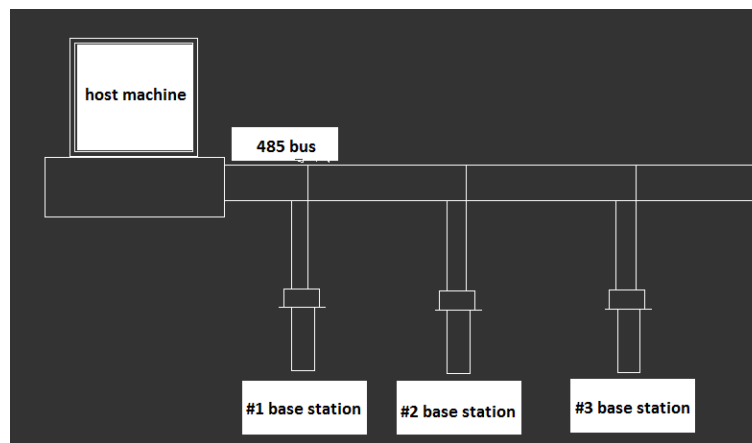 host machine
485 bus
#1 base station
#2 base station
#3 base station